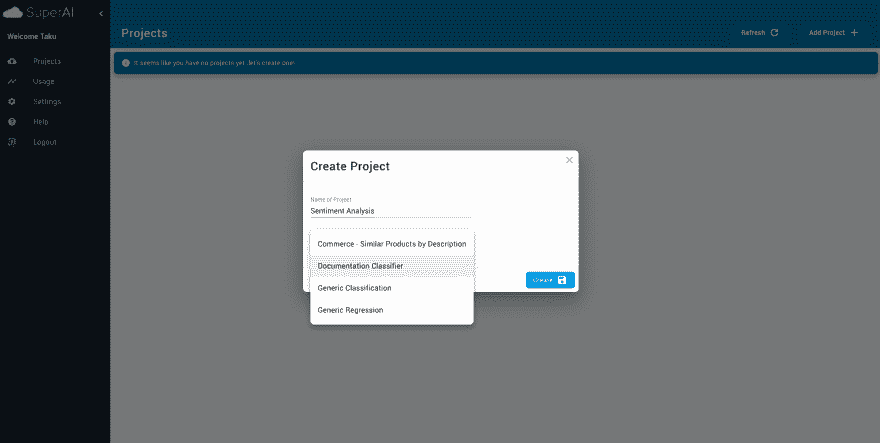 SuperAI
Welcome Taku
Projects
Usage
Settings
Help
Logout
Projects
Refresh
Add Project
It seems like you have no projects yet, let's create one!
Create Project
Name of Project
Sentiment Analysis
Commerce - Similar Products by Description
Documentation Classifier
Generic Classification
Generic Regression
Create